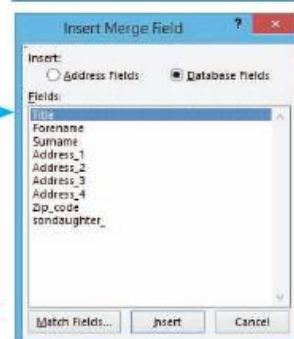 Insert Merge Field ? ×
Insert:
Address Fields Database Fields
Fields:
Title
Forename
Surname
Address_1
Address_2
Address_3
Address_4
Zip_code
sondaughter_
Match Fields... Insert Cancel